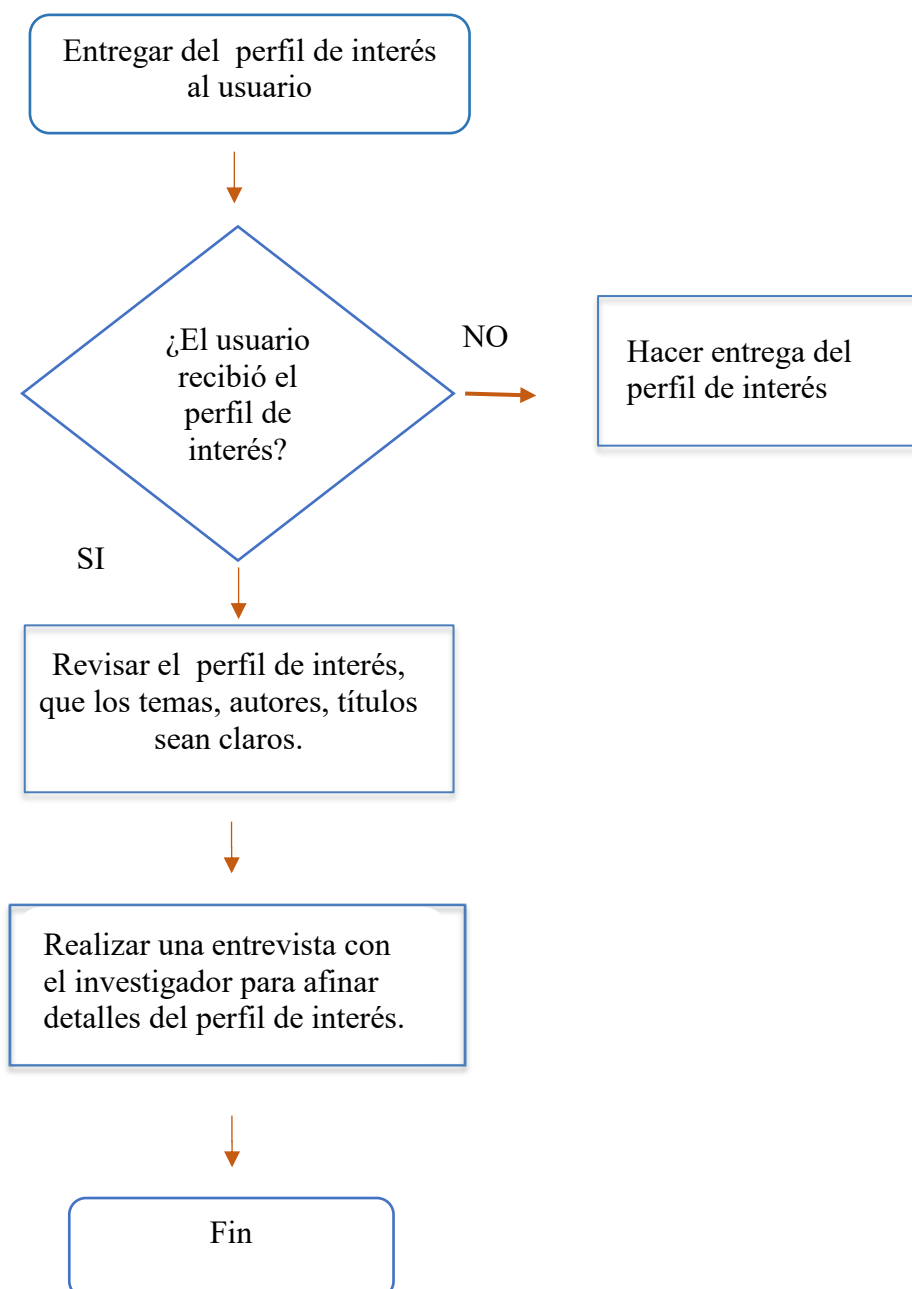 Entregar del perfil de interés
al usuario
¿El usuario
recibió el
perfil de
interés?
NO
Hacer entrega del
perfil de interés
SI
Revisar el perfil de interés,
que los temas, autores, títulos
sean claros.
Realizar una entrevista con
el investigador para afinar
detalles del perfil de interés.
Fin